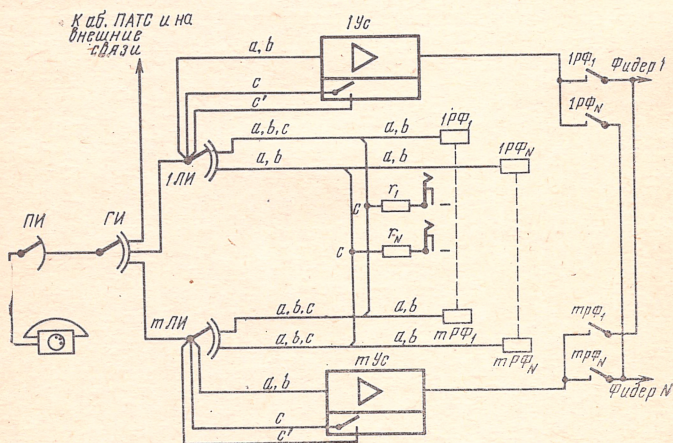 К аб. ПАТС и на
внешние
связи
1Ус
a,b
c
c'
1РФ₁
Фидер 1
1РФN
a,b,c
a,b
1РФ₁
a,b
a,b
1РФN
1ЛИ
c
r₁
c
rN
ПИ
ГИ
mЛИ
a,b,c
a,b
mРФ₁
a,b,c
a,b
mРФN
mРФ₁
mРФN
Фидер N
mУс
a,b
c
c'